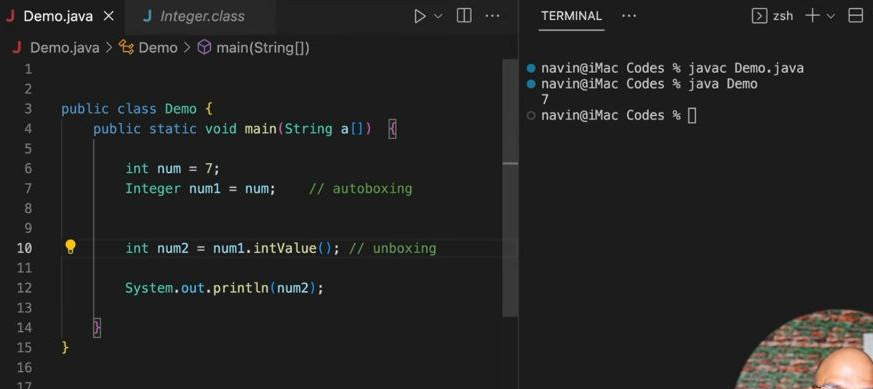 J Demo.java × J Integer.class
J Demo.java > Demo > main(String[])
1
2
3 public class Demo {
4 public static void main(String a[]) {
5
6 int num = 7;
7 Integer num1 = num; // autoboxing
8
9
10 int num2 = num1.intValue(); // unboxing
11
12 System.out.println(num2);
13
14 }
15 }
16
17
TERMINAL ··· zsh
navin@iMac Codes % javac Demo.java
navin@iMac Codes % java Demo
7
navin@iMac Codes %